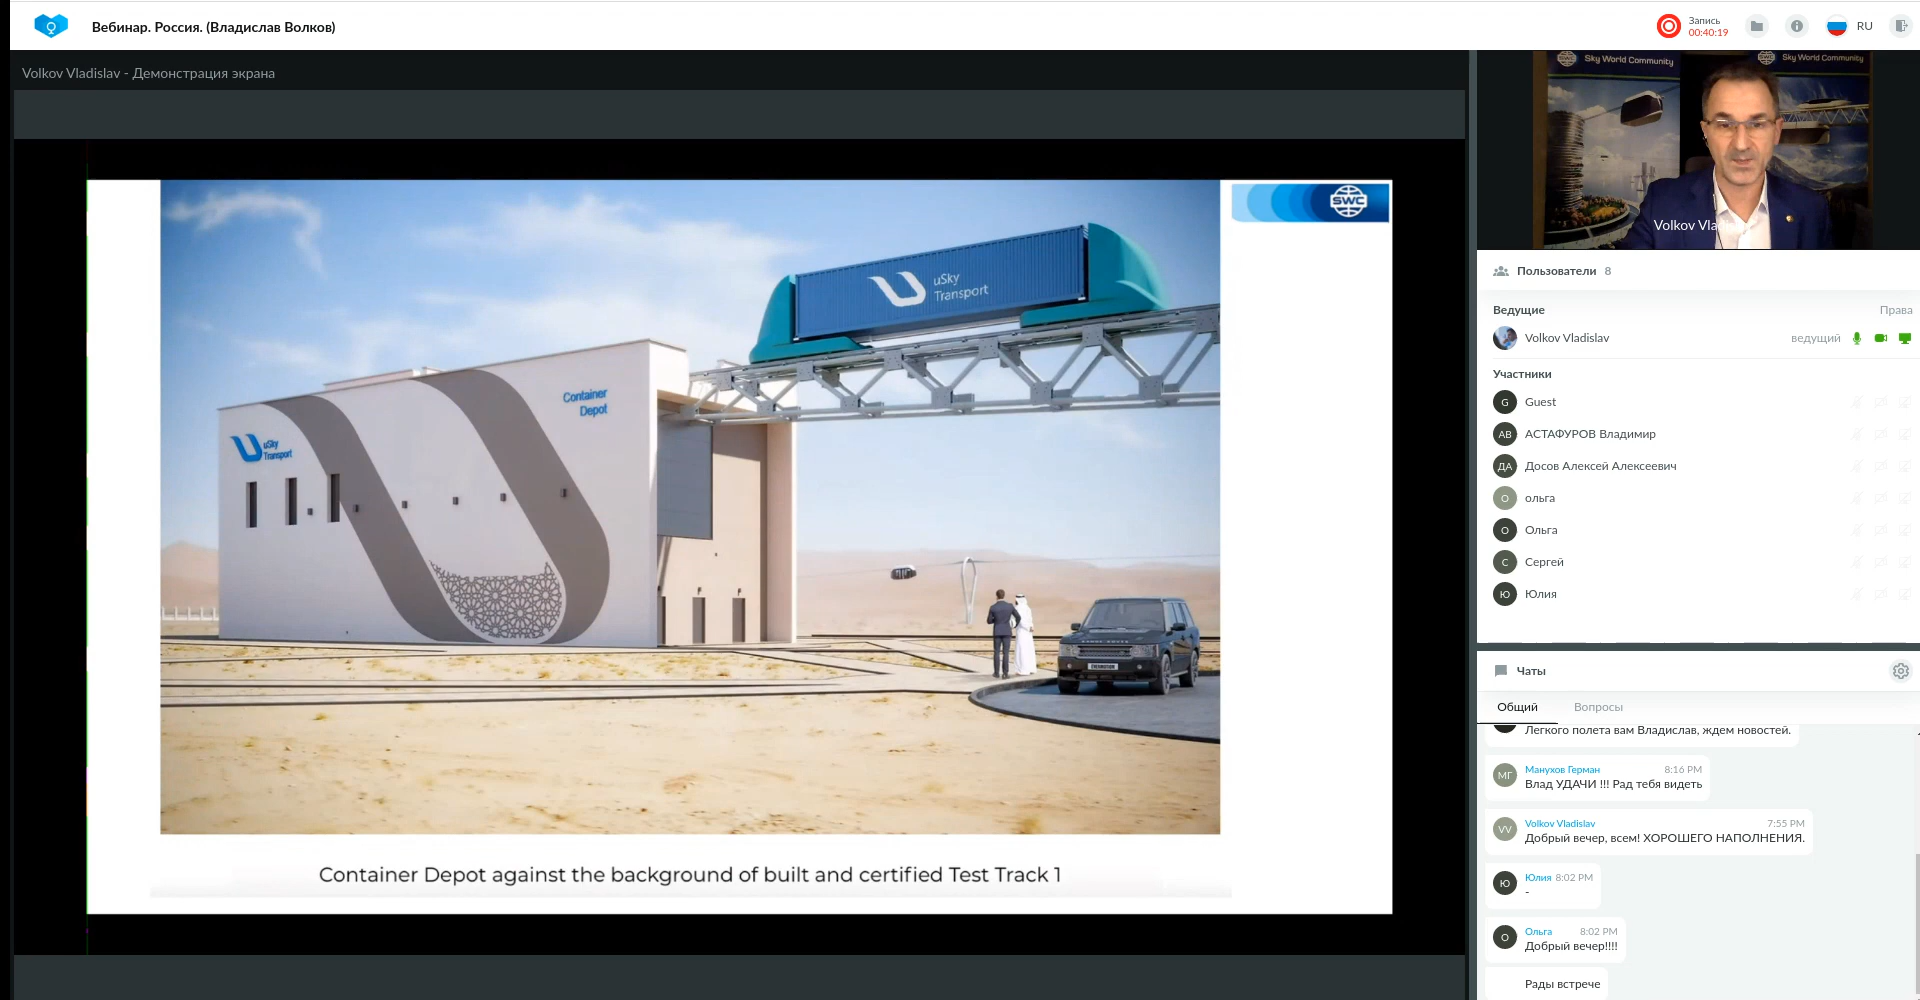 Вебинар. Россия. (Владислав Волков)
Запись
00:40:19
RU
Volkov Vladislav - Демонстрация экрана
SWC
uSky
Transport
Container
Depot
uSky
Transport
Container Depot against the background of built and certified Test Track 1
Sky World Community
Sky World Community
Volkov
Пользователи 8
Ведущие Права
Volkov Vladislav ведущий
Участники
G Guest
АВ АСТАФУРОВ Владимир
ДА Досов Алексей Алексеевич
О ольга
О Ольга
С Сергей
Ю Юлия
Чаты
Общий Вопросы
Легкого полета вам Владислав, ждем новостей.
МГ Манухов Герман 8:16 PM
Влад УДАЧИ !!! Рад тебя видеть
VV Volkov Vladislav 7:55 PM
Добрый вечер, всем! ХОРОШЕГО НАПОЛНЕНИЯ.
Ю Юлия 8:02 PM
-
О Ольга 8:02 PM
Добрый вечер!!!!
Рады встрече